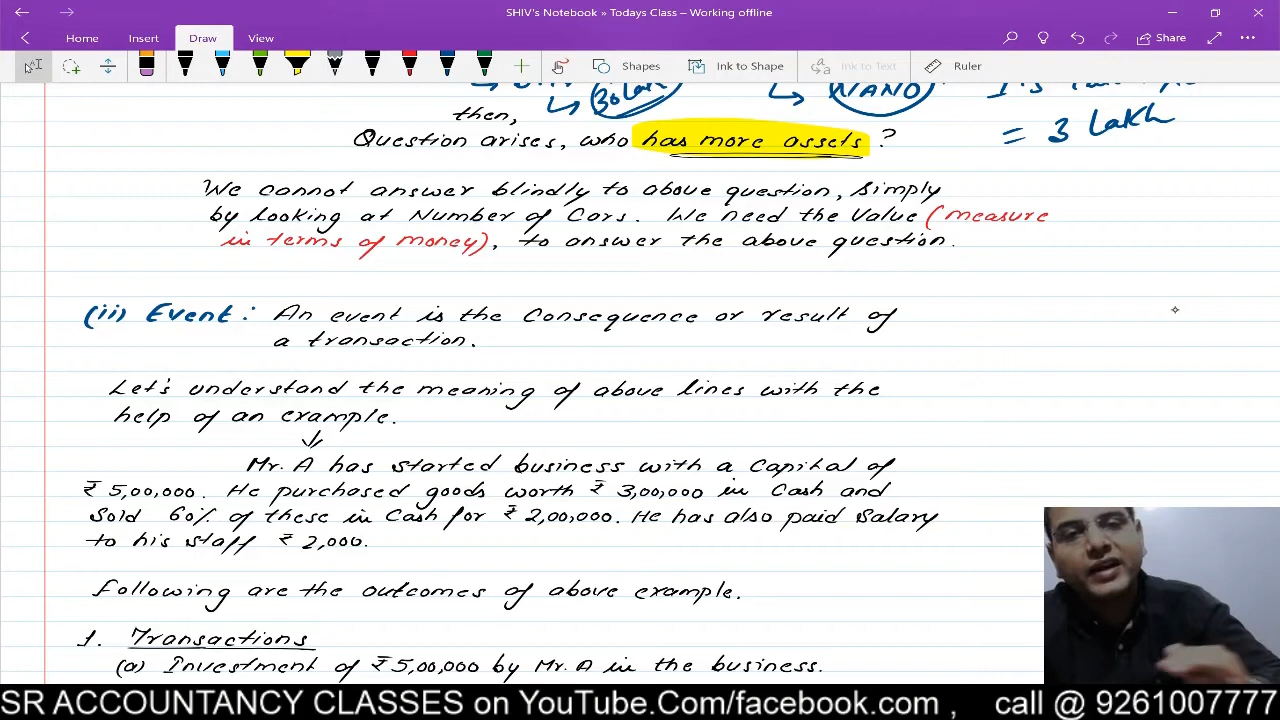 SHIV's Notebook » Todays Class – Working offline
Home Insert Draw View Share
Shapes Ink to Shape Ink to Text Ruler
30 Lakh NANO
then, = 3 Lakh
Question arises, who has more assets ?
We cannot answer blindly to above question, simply
by looking at Number of Cars. We need the Value (measure
in terms of money), to answer the above question.
(ii) Event: An event is the Consequence or result of
a transaction.
Let's understand the meaning of above lines with the
help of an example.
Mr. A has started business with a Capital of
₹ 5,00,000. He purchased goods worth ₹ 3,00,000 in Cash and
Sold 60% of these in Cash for ₹ 2,00,000. He has also paid Salary
to his staff ₹ 2,000.
Following are the outcomes of above example.
1. Transactions
(a) Investment of ₹ 5,00,000 by Mr. A in the business.
SR ACCOUNTANCY CLASSES on YouTube.Com/facebook.com , call @ 9261007777